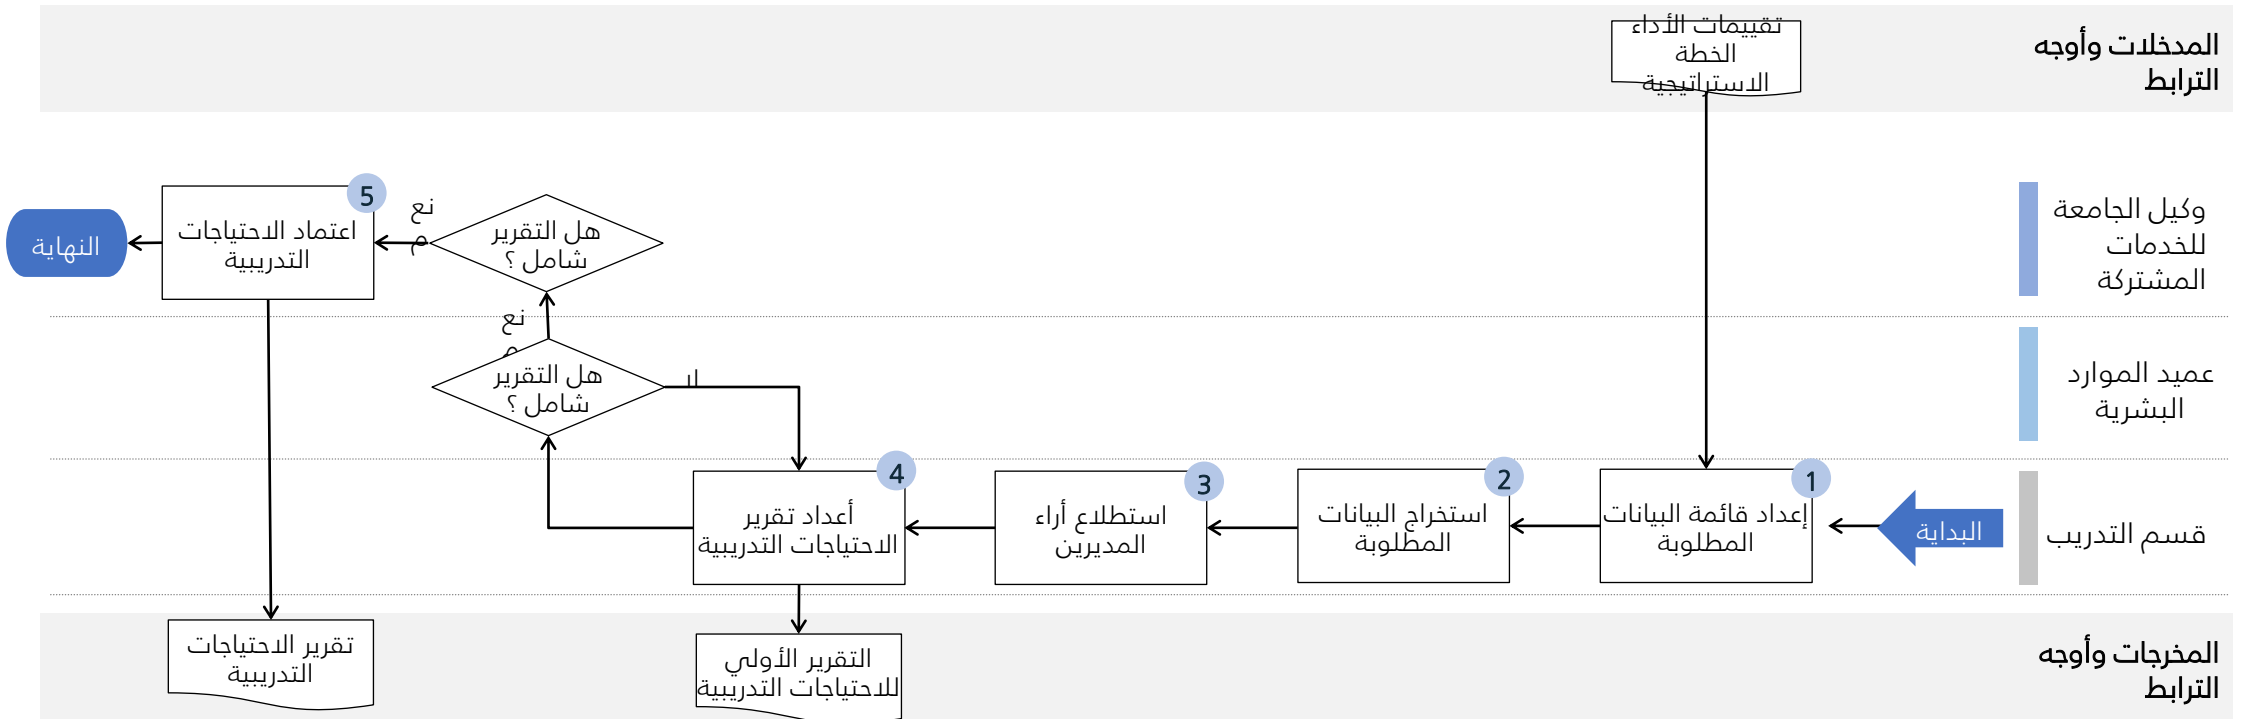 المدخلات وأوجه
الترابط
تقييمات الأداء
الخطة
الاستراتيجية
وكيل الجامعة
للخدمات
المشتركة
هل التقرير
شامل ؟
نع
م
5
اعتماد الاحتياجات
التدريبية
النهاية
عميد الموارد
البشرية
نع
م
هل التقرير
شامل ؟
لا
قسم التدريب
البداية
1
إعداد قائمة البيانات
المطلوبة
2
استخراج البيانات
المطلوبة
3
استطلاع أراء
المديرين
4
أعداد تقرير
الاحتياجات التدريبية
المخرجات وأوجه
الترابط
التقرير الأولي
للاحتياجات التدريبية
تقرير الاحتياجات
التدريبية